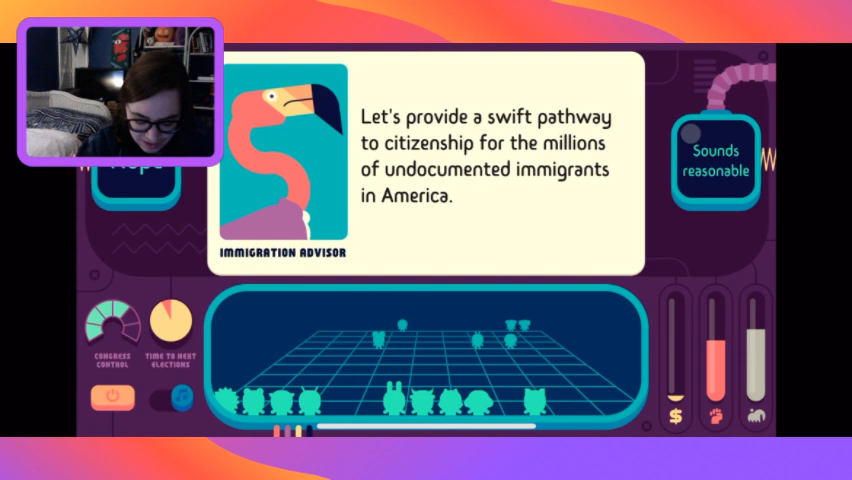 Let's provide a swift pathway
to citizenship for the millions
of undocumented immigrants
in America.
IMMIGRATION ADVISOR
Sounds
reasonable
CONGRESS
CONTROL
TIME TO NEXT
ELECTIONS
$